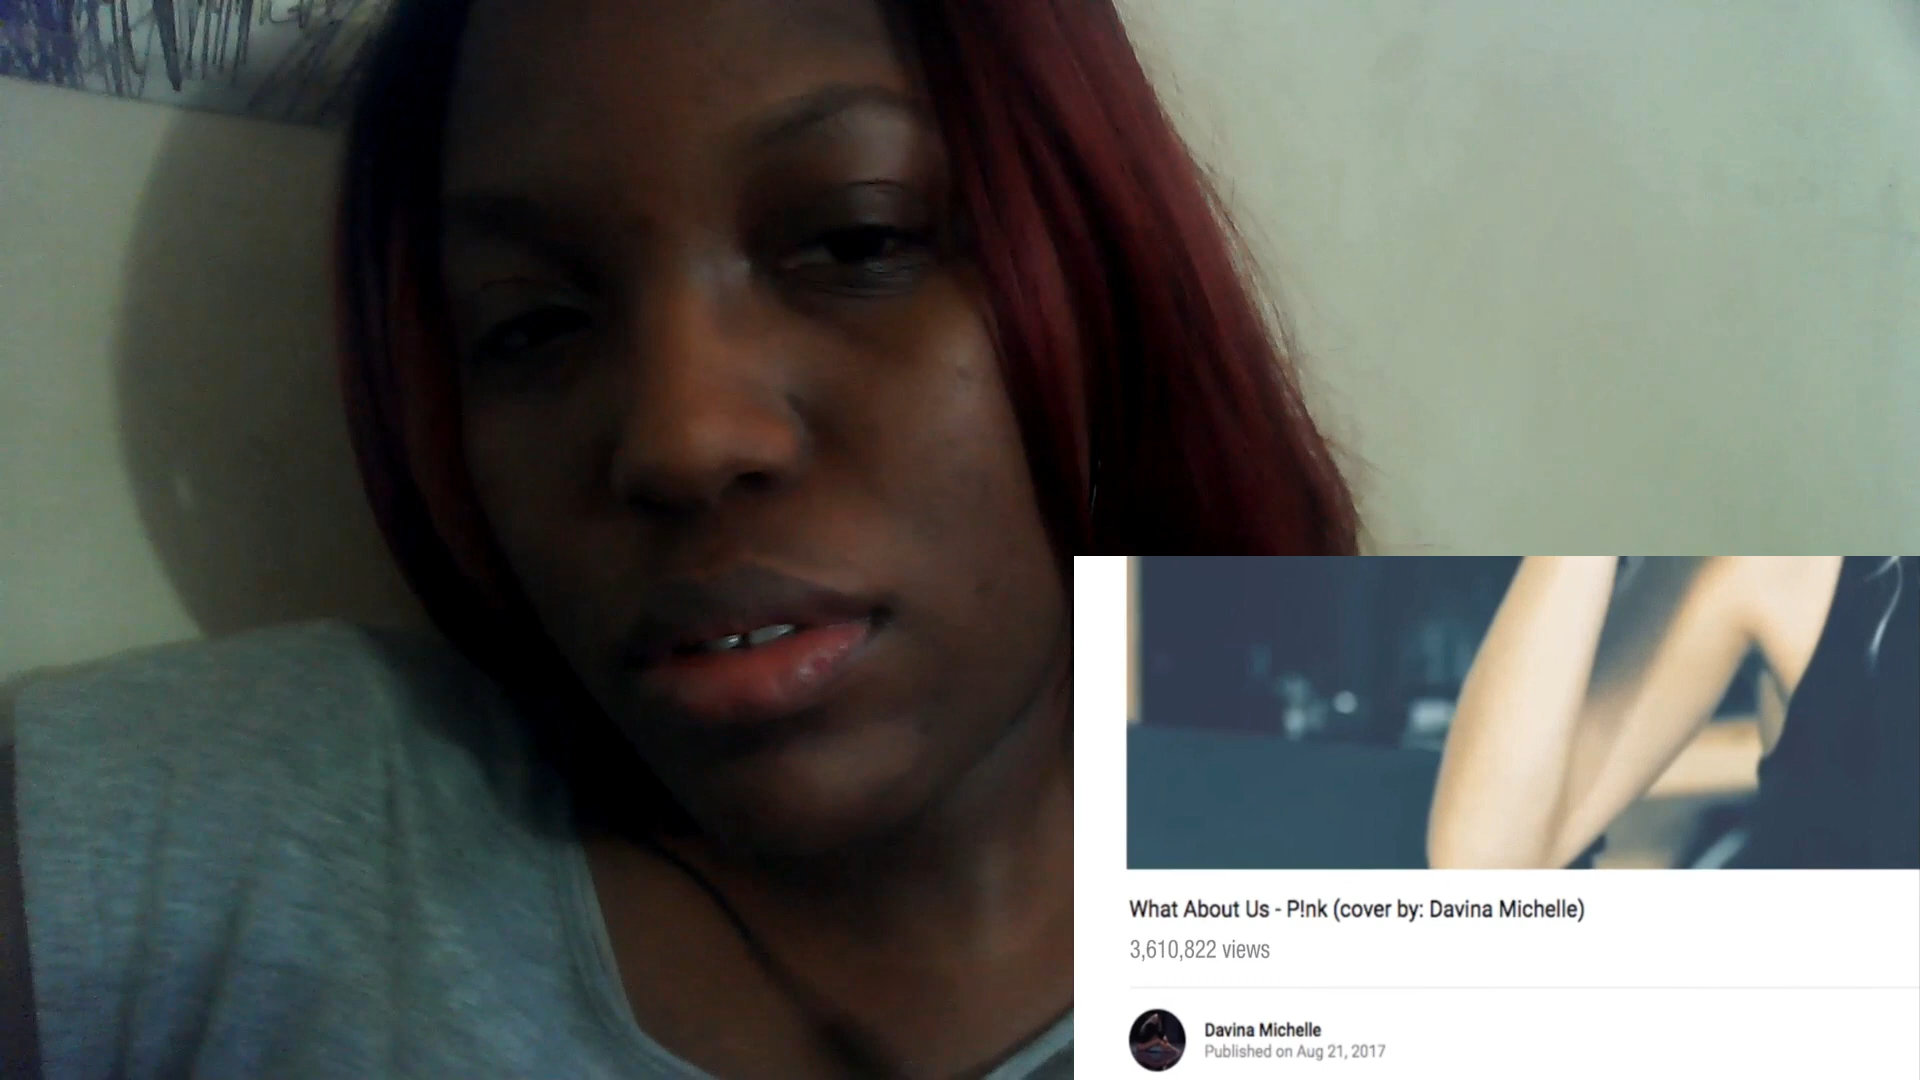 What About Us - P!nk (cover by: Davina Michelle)
3,610,822 views
Davina Michelle
Published on Aug 21, 2017